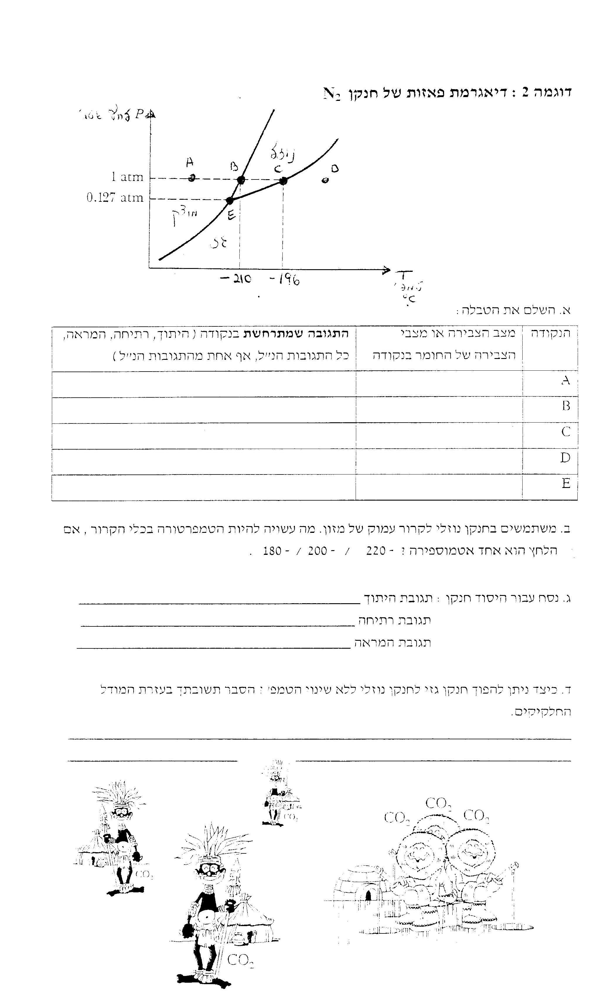 דוגמה 2 : דיאגרמת פאזות של חנקן N₂
P לחץ
נוזל
A
B
C
D
1 atm
0.127 atm
מוצק
E
גז
-210
-196
T
טמפ'
°C
א. השלם את הטבלה :
הנקודה
מצב הצבירה או מצבי
הצבירה של החומר בנקודה
התגובה שמתרחשת בנקודה ( היתוך, רתיחה, המראה,
כל התגובות הנ״ל, אף אחת מהתגובות הנ״ל )
A
B
C
D
E
ב. משתמשים בחנקן נוזלי לקרור עמוק של מזון. מה עשויה להיות הטמפרטורה בכלי הקרור , אם
הלחץ הוא אחד אטמוספירה ? 220 - / 200 - / 180 - .
ג. נסח עבור היסוד חנקן : תגובת היתוך
תגובת רתיחה
תגובת המראה
ד. כיצד ניתן להפוך חנקן גזי לחנקן נוזלי ללא שינוי הטמפ׳ ? הסבר תשובתך בעזרת המודל
החלקיקים.
CO₂
CO₂
CO₂
CO₂
CO₂
CO₂